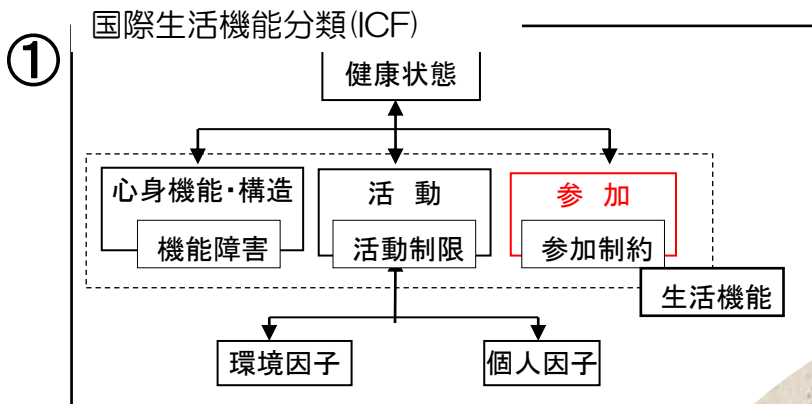 国際生活機能分類(ICF)
①
健康状態
心身機能・構造
機能障害
活 動
活動制限
参 加
参加制約
生活機能
環境因子
個人因子